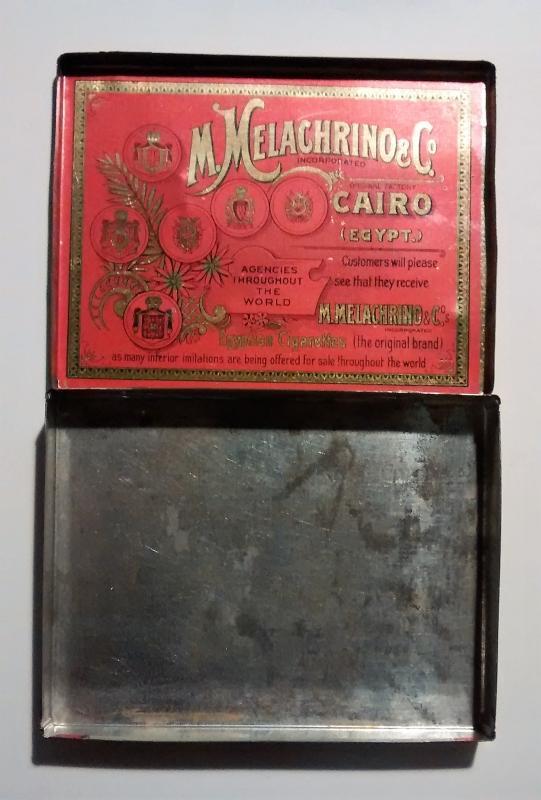 M. MELACHRINO & Co.
INCORPORATED
ORIGINAL FACTORY
CAIRO
(EGYPT.)
AGENCIES
THROUGHOUT
THE
WORLD
Customers will please
see that they receive
M. MELACHRINO & Co's
INCORPORATED
Egyptian Cigarettes (the original brand)
as many inferior imitations are being offered for sale throughout the world